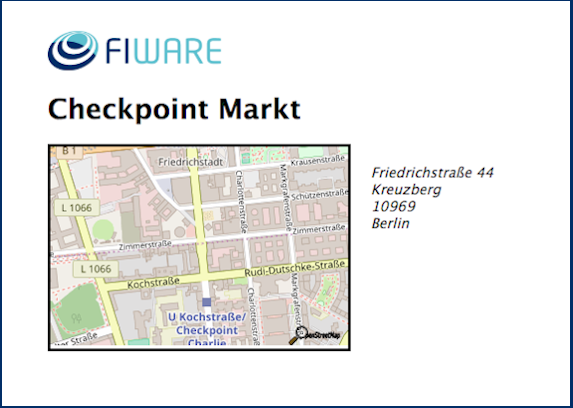 FIWARE
Checkpoint Markt
B 1
Friedrichstadt
Krausenstraße
Charlottenstraße
Markgrafenstraße
Schützenstraße
L 1066
Zimmerstraße
Zimmerstraße
L 1066
Rudi-Dutschke-Straße
Kochstraße
Charlottenstraße
Markgrafenstraße
U Kochstraße/
Checkpoint
Charlie
er Straße
OpenStreetMap
Friedrichstraße 44
Kreuzberg
10969
Berlin